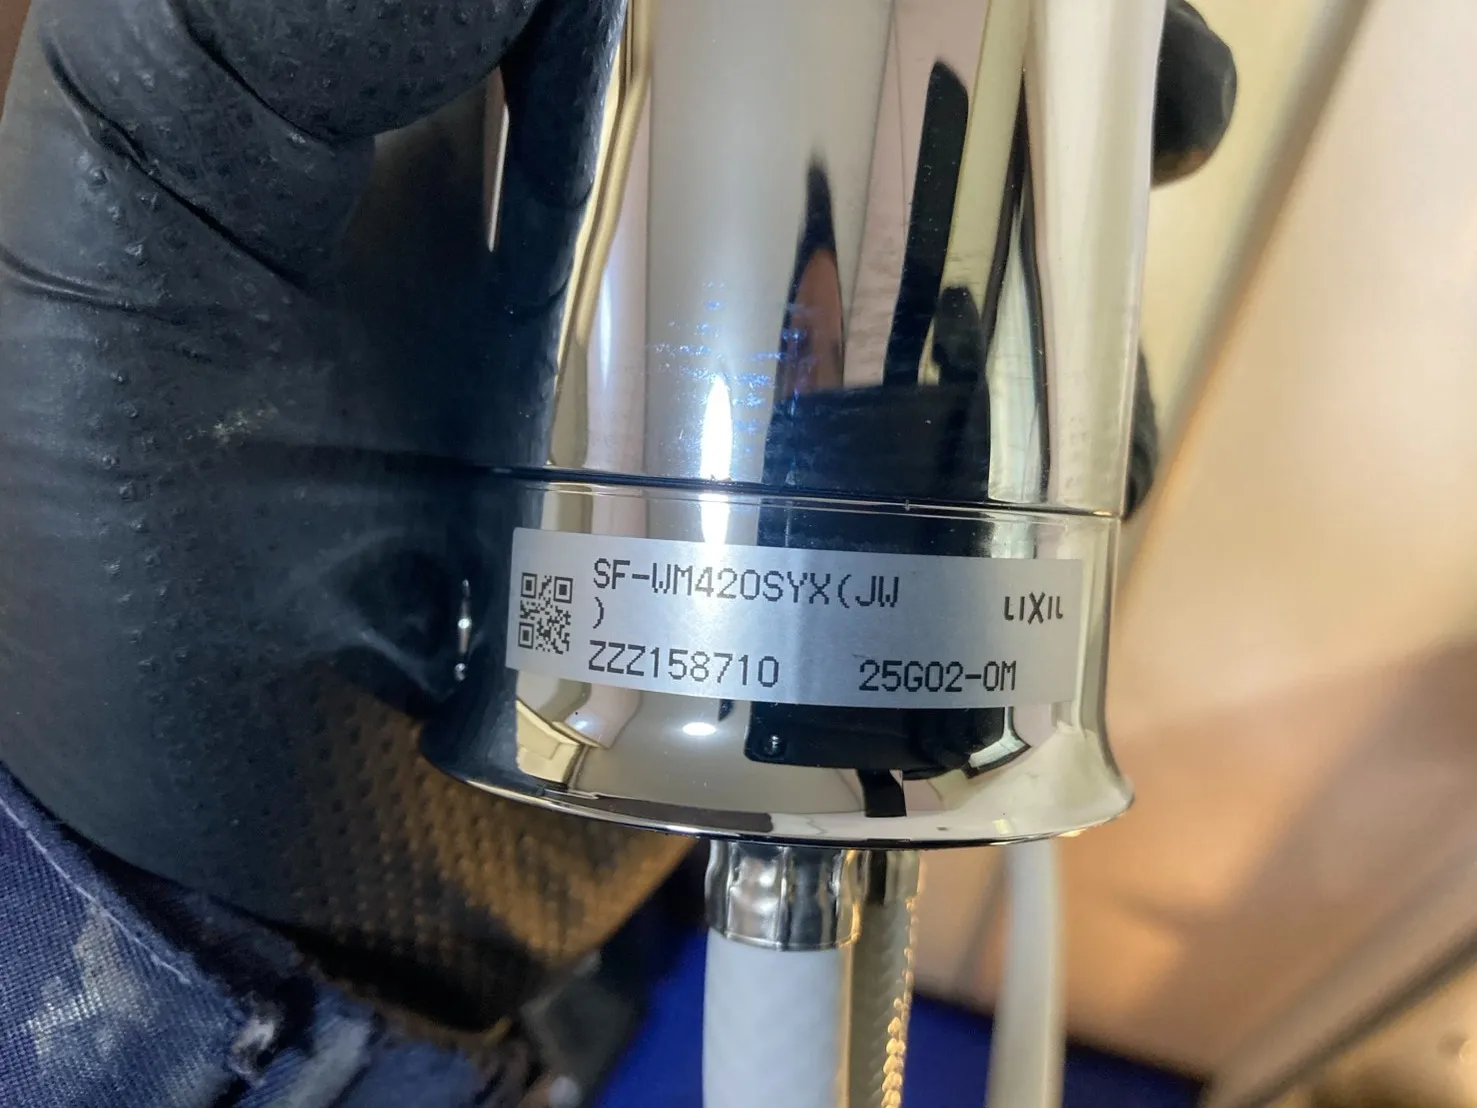 SF-WM420SYX(JW
)
LIXIL
ZZZ158710 25G02-0M